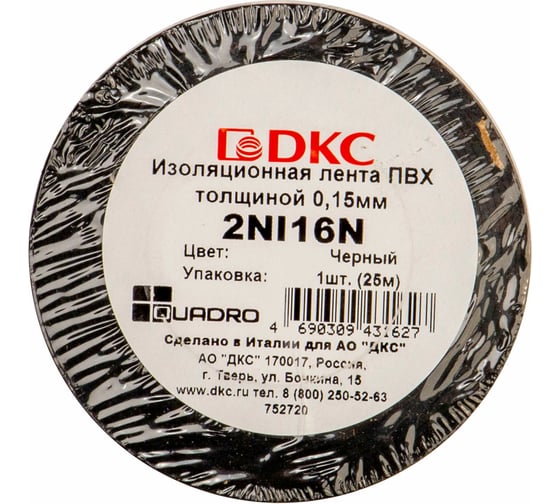 DKC
Изоляционная лента ПВХ
толщиной 0,15мм
2NI16N
Цвет: Черный
Упаковка: 1шт. (25м)
QUADRO
4 690309 431627
Сделано в Италии для АО "ДКС"
АО "ДКС" 170017, Россия,
г. Тверь, ул. Бочкина, 15
www.dkc.ru тел. 8 (800) 250-52-63
752720